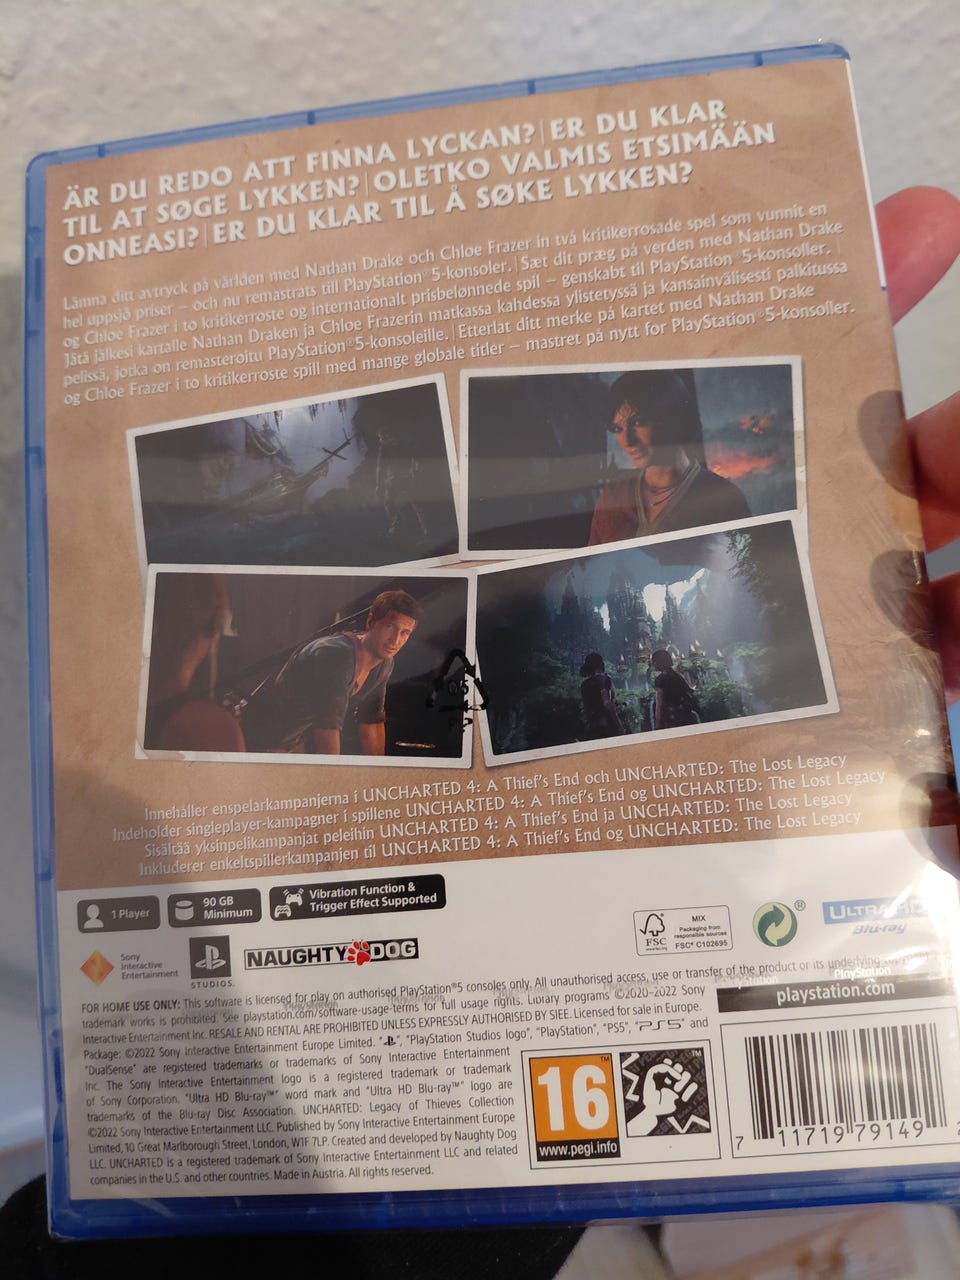 ÄR DU REDO ATT FINNA LYCKAN? | ER DU KLAR
TIL AT SØGE LYKKEN? | OLETKO VALMIS ETSIMÄÄN
ONNEASI? | ER DU KLAR TIL Å SØKE LYKKEN?
Lämna ditt avtryck på världen med Nathan Drake och Chloe Frazer in två kritikerrosade spel som vunnit en
hel uppsjö priser – och nu remastrats till PlayStation®5-konsoler. | Sæt dit præg på verden med Nathan Drake
og Chloe Frazer i to kritikerroste og internationalt prisbelønnede spil – genskabt til PlayStation®5-konsoller. |
Jätä jälkesi kartalle Nathan Draken ja Chloe Frazerin matkassa kahdessa ylistetyssä ja kansainvälisesti palkitussa
pelissä, jotka on remasteroitu PlayStation®5-konsoleille. | Etterlat ditt merke på kartet med Nathan Drake
og Chloe Frazer i to kritikerroste spill med mange globale titler – mastret på nytt for PlayStation®5-konsoller.
05
PP
Innehåller enspelarkampanjerna i UNCHARTED 4: A Thief's End och UNCHARTED: The Lost Legacy
Indeholder singleplayer-kampagner i spillene UNCHARTED 4: A Thief's End og UNCHARTED: The Lost Legacy
Sisältää yksinpelikampanjat peleihin UNCHARTED 4: A Thief's End ja UNCHARTED: The Lost Legacy
Inkluderer enkeltspillerkampanjen til UNCHARTED 4: A Thief's End og UNCHARTED: The Lost Legacy
1 Player
90 GB
Minimum
Vibration Function &
Trigger Effect Supported
Sony
Interactive
Entertainment
STUDIOS.
NAUGHTY DOG
FSC
www.fsc.org
MIX
Packaging from
responsible sources
FSC® C102695
®
ULTRA HD
Blu-ray
PlayStation
playstation.com
FOR HOME USE ONLY: This software is licensed for play on authorised PlayStation®5 consoles only. All unauthorised access, use or transfer of the product or its underlying copyright
trademark works is prohibited. See playstation.com/software-usage-terms for full usage rights. Library programs ©2020-2022 Sony
Interactive Entertainment Inc. RESALE AND RENTAL ARE PROHIBITED UNLESS EXPRESSLY AUTHORISED BY SIEE. Licensed for sale in Europe.
Package: ©2022 Sony Interactive Entertainment Europe Limited. "", "PlayStation Studios logo", "PlayStation", "PS5", "PS5" and
"DualSense" are registered trademarks or trademarks of Sony Interactive Entertainment
Inc. The Sony Interactive Entertainment logo is a registered trademark or trademark
of Sony Corporation. "Ultra HD Blu-ray™" word mark and "Ultra HD Blu-ray™" logo are
trademarks of the Blu-ray Disc Association. UNCHARTED: Legacy of Thieves Collection
©2022 Sony Interactive Entertainment LLC. Published by Sony Interactive Entertainment Europe
Limited, 10 Great Marlborough Street, London, W1F 7LP. Created and developed by Naughty Dog
LLC. UNCHARTED is a registered trademark of Sony Interactive Entertainment LLC and related
companies in the U.S. and other countries. Made in Austria. All rights reserved.
16
www.pegi.info
7 11719 79149 2